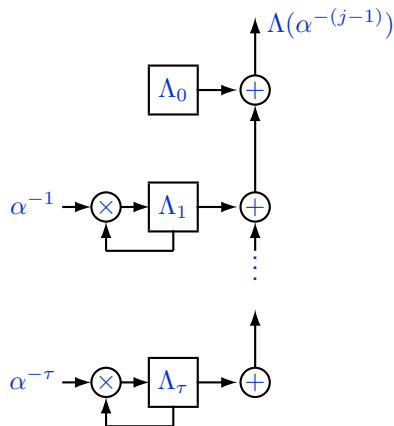 Λ(α^{-(j-1)})
Λ_0 +
α^{-1} × Λ_1 +
⋮
α^{-τ} × Λ_τ +